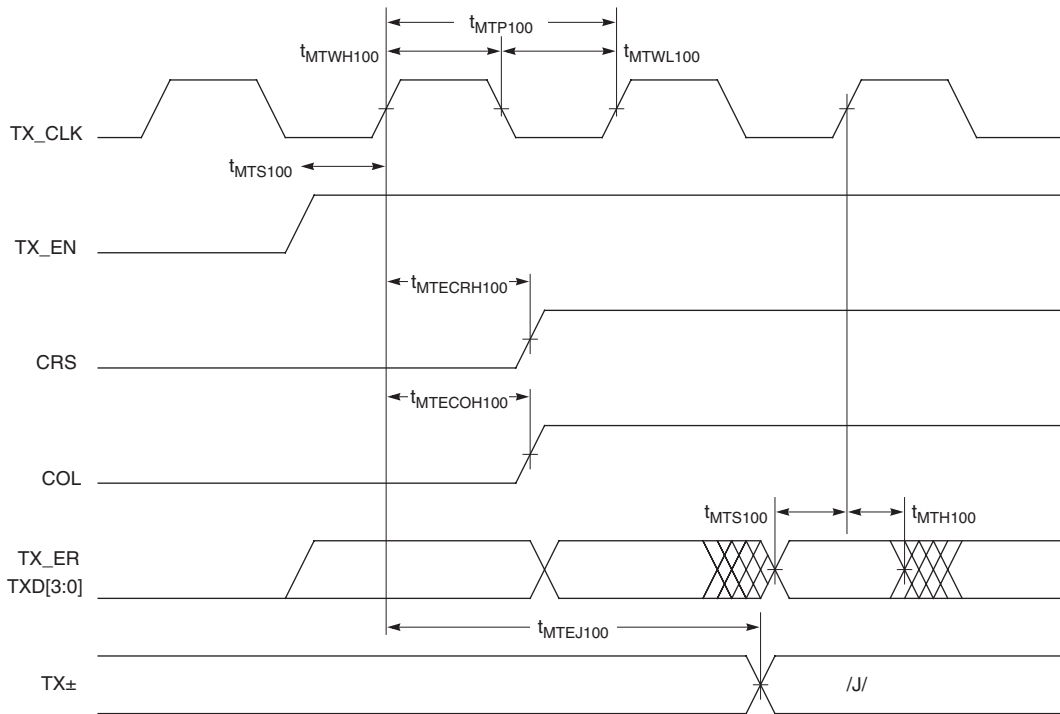 tMTP100
tMTWH100
tMTWL100
TX_CLK
tMTS100
TX_EN
tMTECRH100
CRS
tMTECOH100
COL
tMTS100
tMTH100
TX_ER
TXD[3:0]
tMTEJ100
TX±
/J/